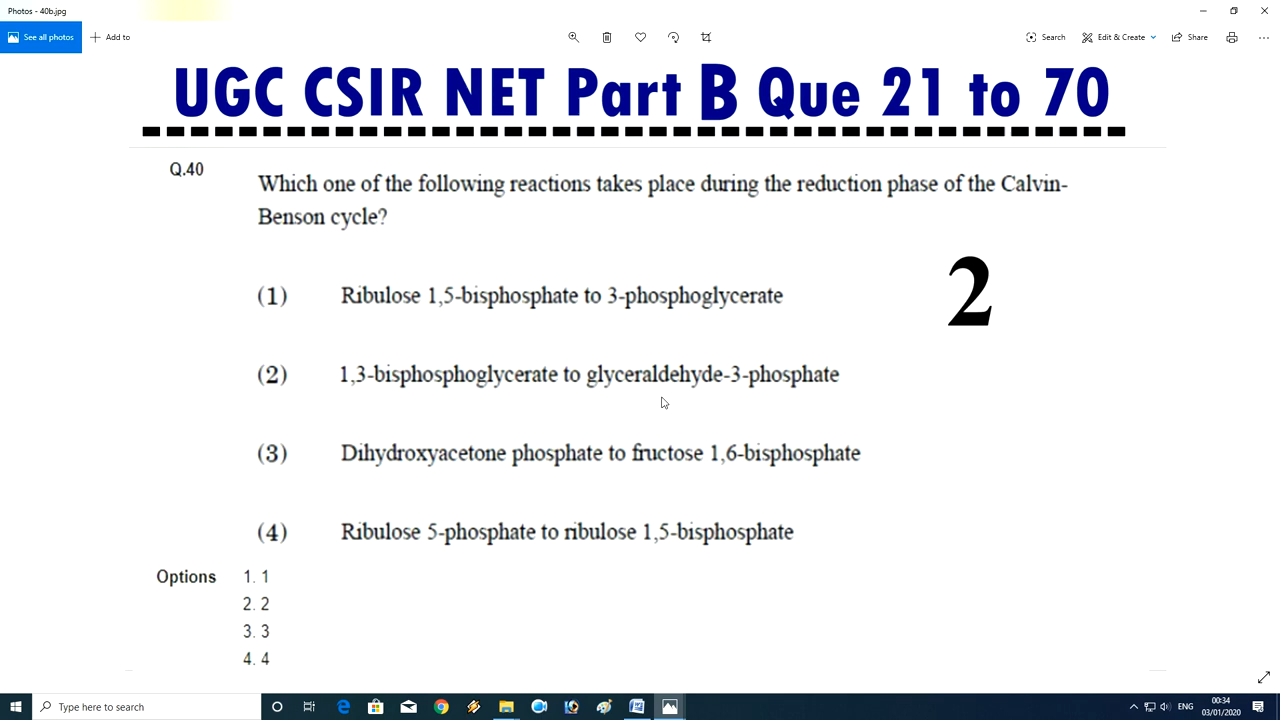 Photos - 40b.jpg
See all photos
Add to
Search
Edit & Create
Share
UGC CSIR NET Part B Que 21 to 70
Q.40
Which one of the following reactions takes place during the reduction phase of the Calvin-
Benson cycle?
2
(1) Ribulose 1,5-bisphosphate to 3-phosphoglycerate
(2) 1,3-bisphosphoglycerate to glyceraldehyde-3-phosphate
(3) Dihydroxyacetone phosphate to fructose 1,6-bisphosphate
(4) Ribulose 5-phosphate to ribulose 1,5-bisphosphate
Options 1. 1
2. 2
3. 3
4. 4
Type here to search
ENG
00:34
03/01/2020